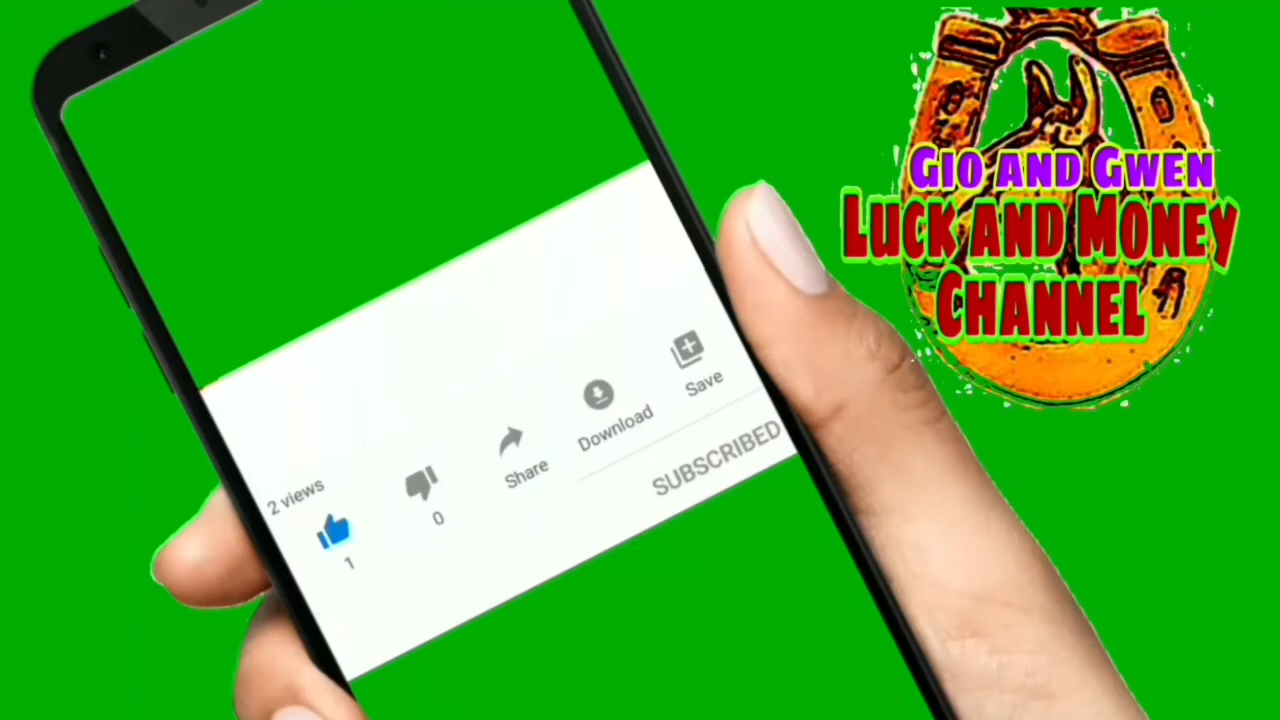 Gio and Gwen
Luck and Money
Channel
2 views
1
0
Share
Download
Save
SUBSCRIBED